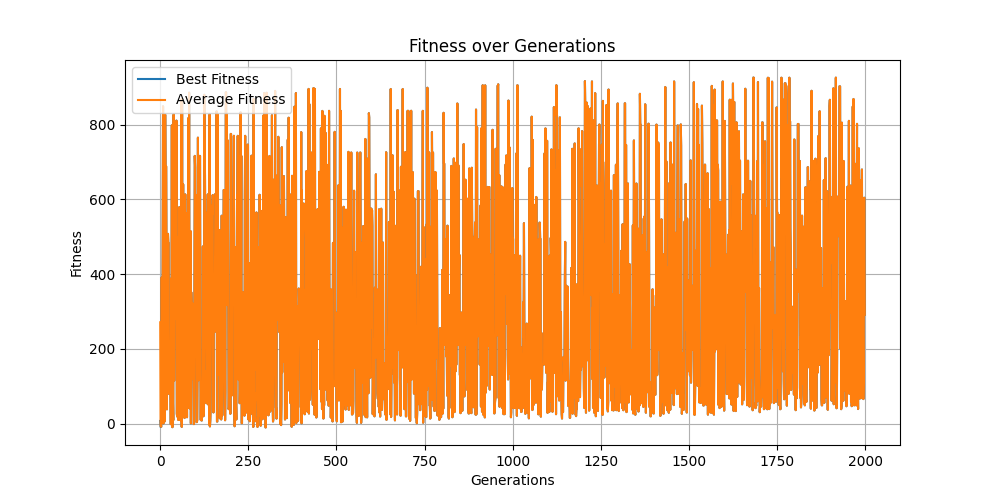 Fitness over Generations
Best Fitness
Average Fitness
Fitness
800
600
400
200
0
0 250 500 750 1000 1250 1500 1750 2000
Generations